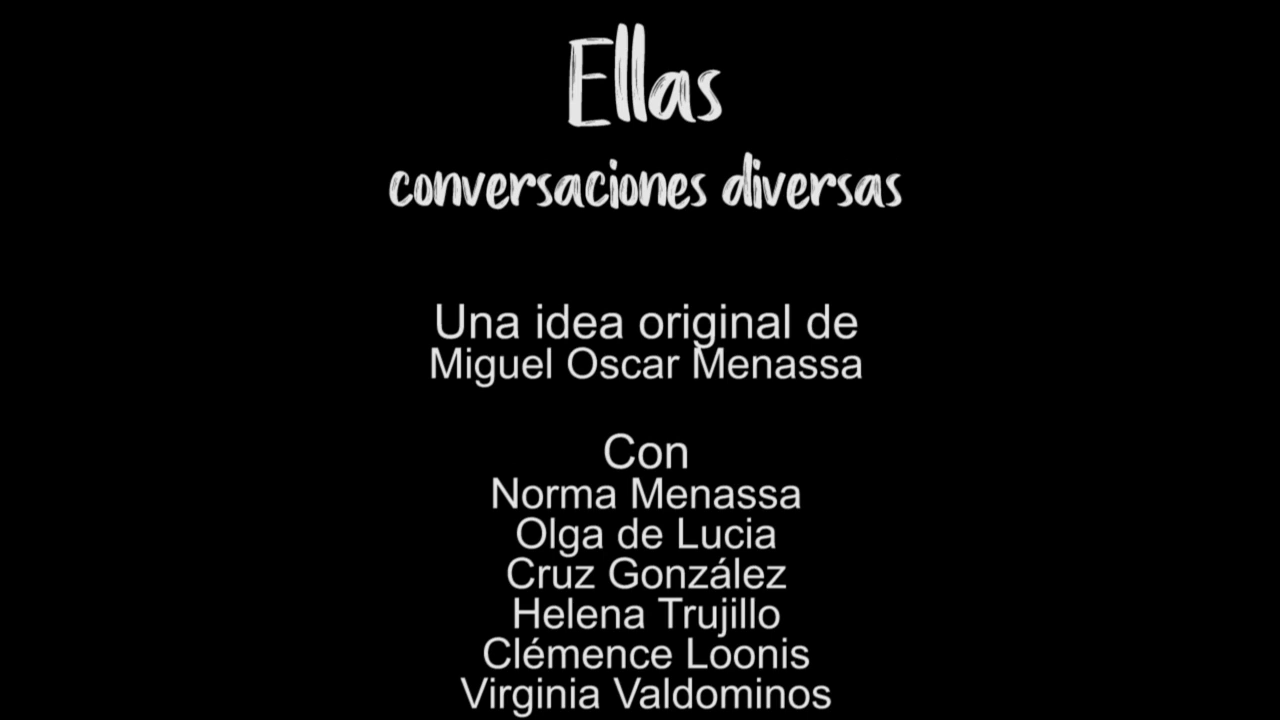 Ellas
conversaciones diversas
Una idea original de
Miguel Oscar Menassa
Con
Norma Menassa
Olga de Lucia
Cruz González
Helena Trujillo
Clémence Loonis
Virginia Valdominos